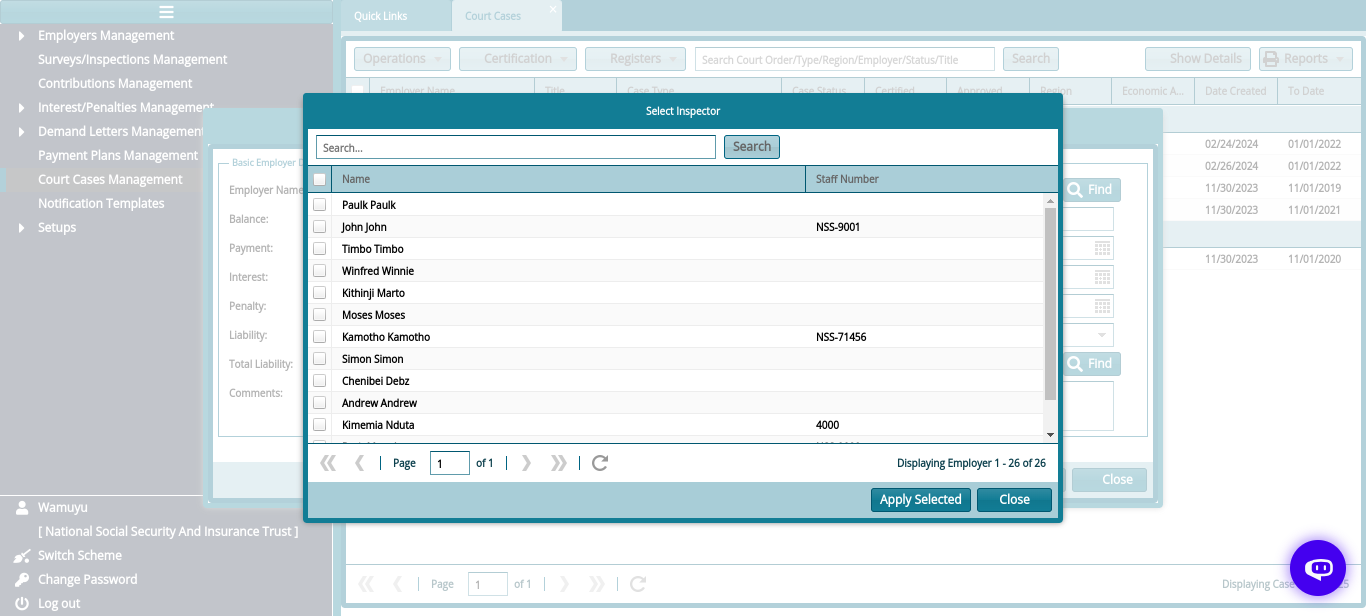 Quick Links
Court Cases
Employers Management
Surveys/Inspections Management
Contributions Management
Interest/Penalties Management
Demand Letters Management
Payment Plans Management
Court Cases Management
Notification Templates
Setups
Wamuyu
[ National Social Security And Insurance Trust ]
Switch Scheme
Change Password
Log out
Operations
Certification
Registers
Search Court Order/Type/Region/Employer/Status/Title
Search
Show Details
Reports
Employer Name Title Case Type Case Status Certified Approved Region Economic A... Date Created To Date
02/24/2024 01/01/2022
02/26/2024 01/01/2022
11/30/2023 11/01/2019
11/30/2023 11/01/2021
11/30/2023 11/01/2020
Basic Employer
Employer Name
Balance:
Payment:
Interest:
Penalty:
Liability:
Total Liability:
Comments:
Find
Find
Close
Select Inspector
Search...
Search
Name Staff Number
Paulk Paulk
John John NSS-9001
Timbo Timbo
Winfred Winnie
Kithinji Marto
Moses Moses
Kamotho Kamotho NSS-71456
Simon Simon
Chenibei Debz
Andrew Andrew
Kimemia Nduta 4000
Page 1 of 1
Displaying Employer 1 - 26 of 26
Apply Selected
Close
Page 1 of 1
Displaying